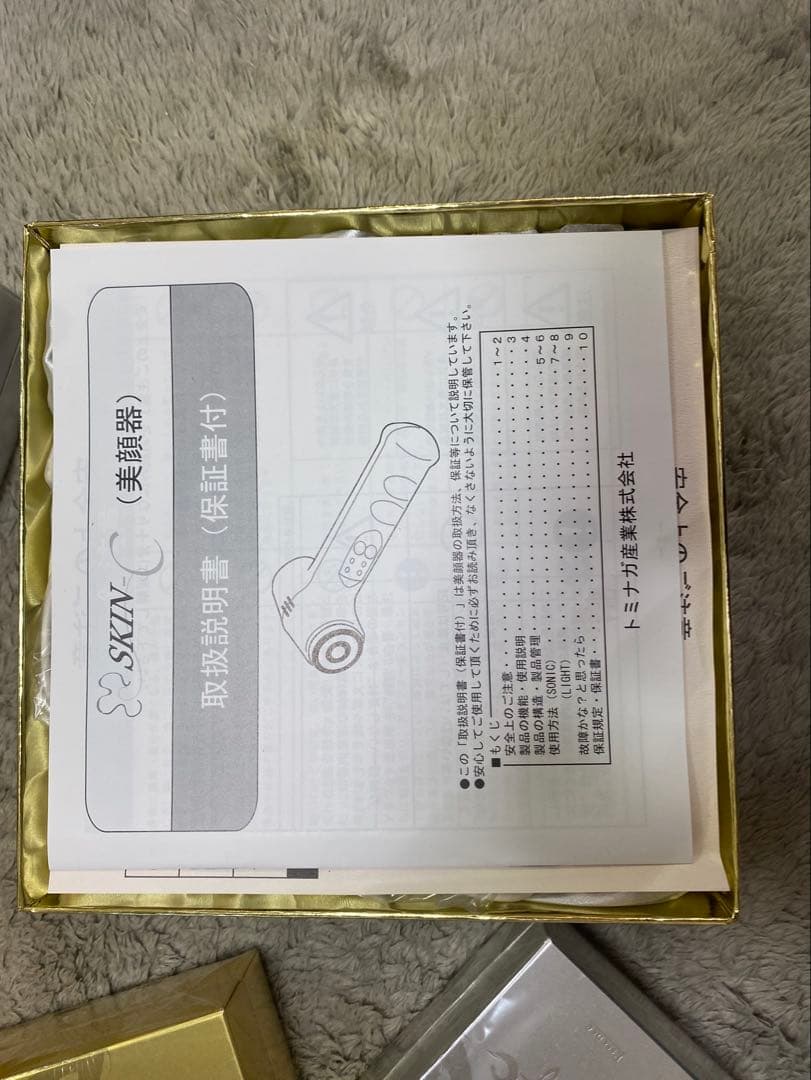 SKIN-C（美顔器）
取扱説明書（保証書付）
●この「取扱説明書（保証書付）」は美顔器の取扱方法、保証等について説明しています。
●安心してご使用して頂くために必ずお読み頂き、なくさないように大切に保管して下さい。
■もくじ
安全上のご注意・・・・・・・・・・・・・・・・・・1～2
製品の機能・使用説明・・・・・・・・・・・・・・・・3
製品の構造・製品管理・・・・・・・・・・・・・・・・4
使用方法（SONIC）・・・・・・・・・・・・・・・・5～6
（LIGHT）・・・・・・・・・・・・・・・・7～8
故障かな？と思ったら・・・・・・・・・・・・・・・・9
保証規定・保証書・・・・・・・・・・・・・・・・・10
トミナガ産業株式会社